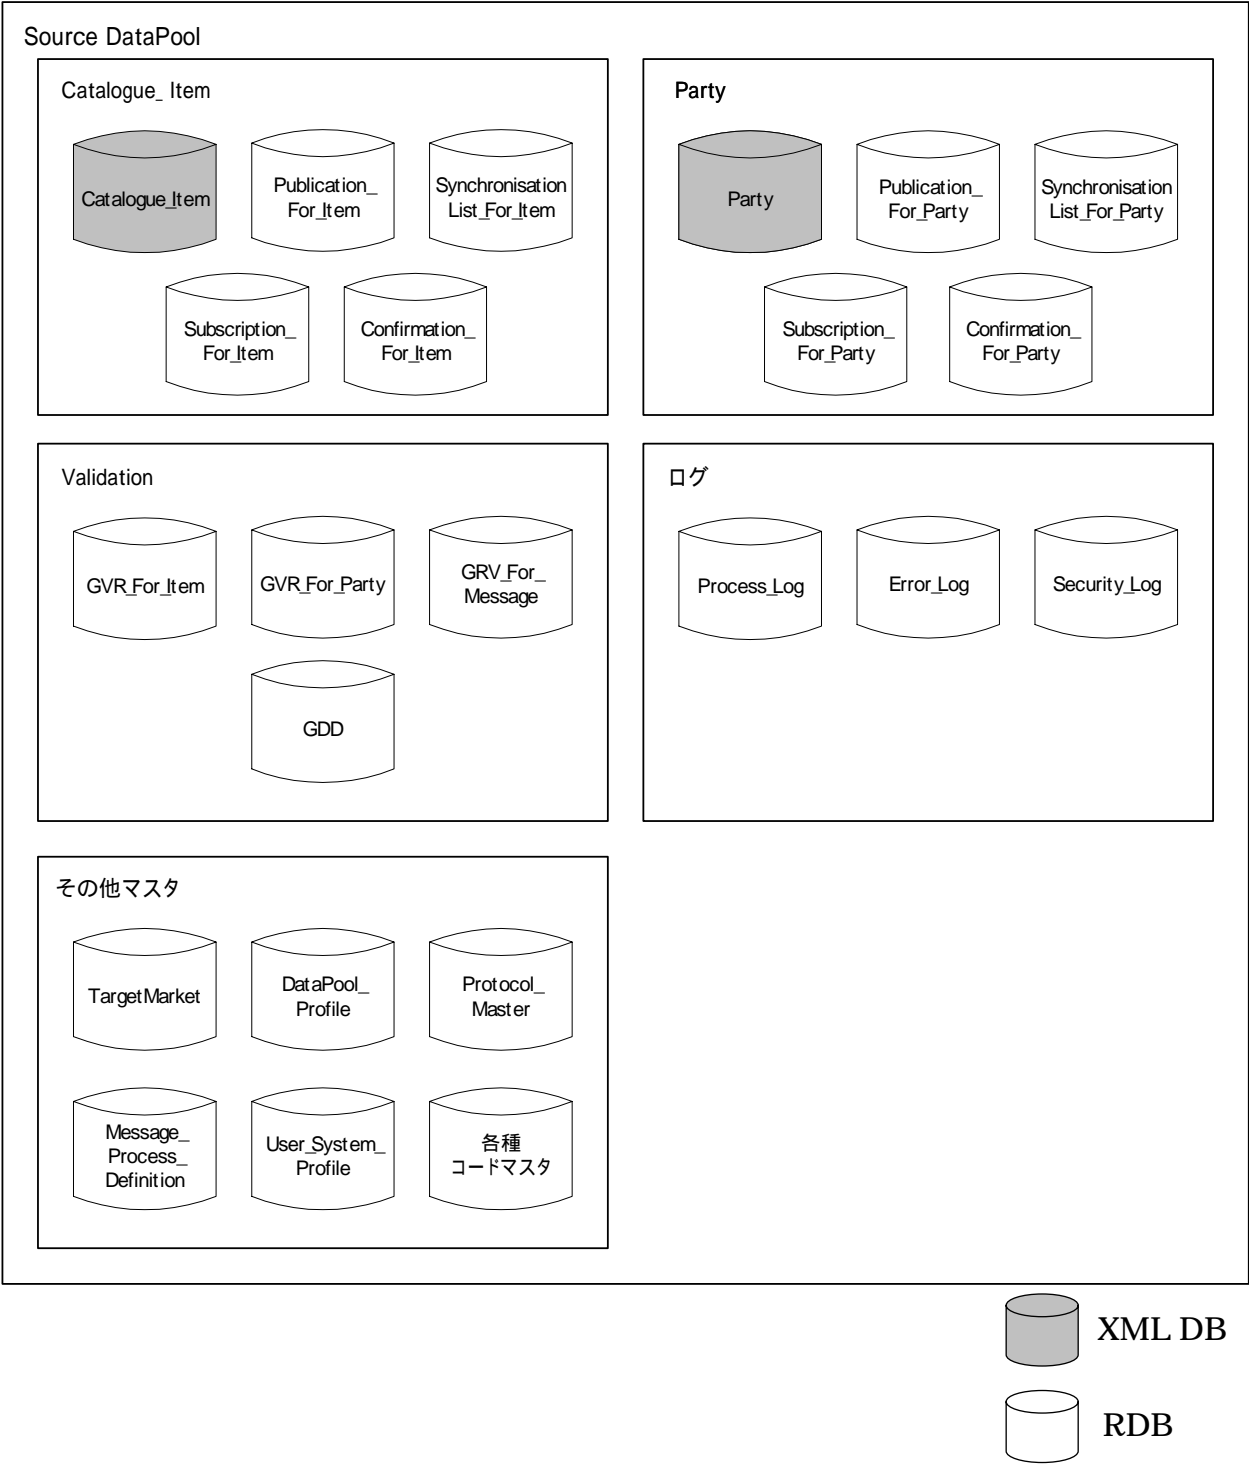 Source DataPool
Catalogue_ Item
Catalogue_Item
Publication_
For_Item
Synchronisation
List_For_Item
Subscription_
For_Item
Confirmation_
For_Item
Party
Party
Publication_
For_Party
Synchronisation
List_For_Party
Subscription_
For_Party
Confirmation_
For_Party
Validation
GVR_For_Item
GVR_For_Party
GRV_For_
Message
GDD
ログ
Process_Log
Error_Log
Security_Log
その他マスタ
TargetMarket
DataPool_
Profile
Protocol_
Master
Message_
Process_
Definition
User_System_
Profile
各種
コードマスタ
XML DB
RDB